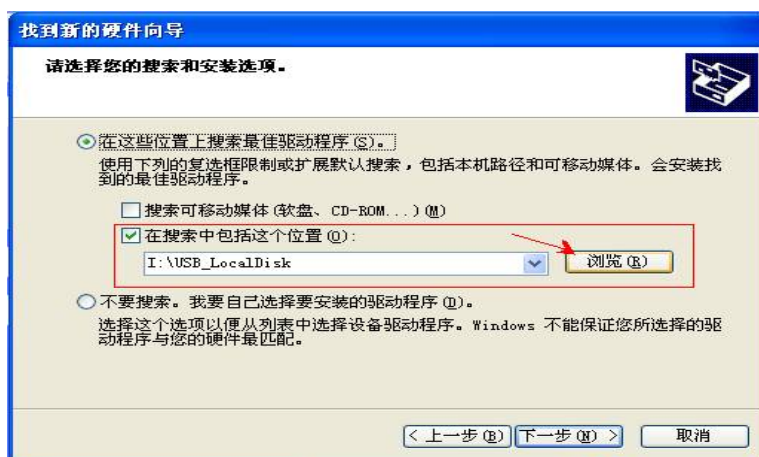 找到新的硬件向导
请选择您的搜索和安装选项。
在这些位置上搜索最佳驱动程序(S)。
使用下列的复选框限制或扩展默认搜索，包括本机路径和可移动媒体。会安装找
到的最佳驱动程序。
搜索可移动媒体(软盘、CD-ROM...)(M)
在搜索中包括这个位置(O):
I:\USB_LocalDisk
浏览(R)
不要搜索。我要自己选择要安装的驱动程序(D)。
选择这个选项以便从列表中选择设备驱动程序。Windows 不能保证您所选择的驱
动程序与您的硬件最匹配。
< 上一步(B) 下一步(N) > 取消